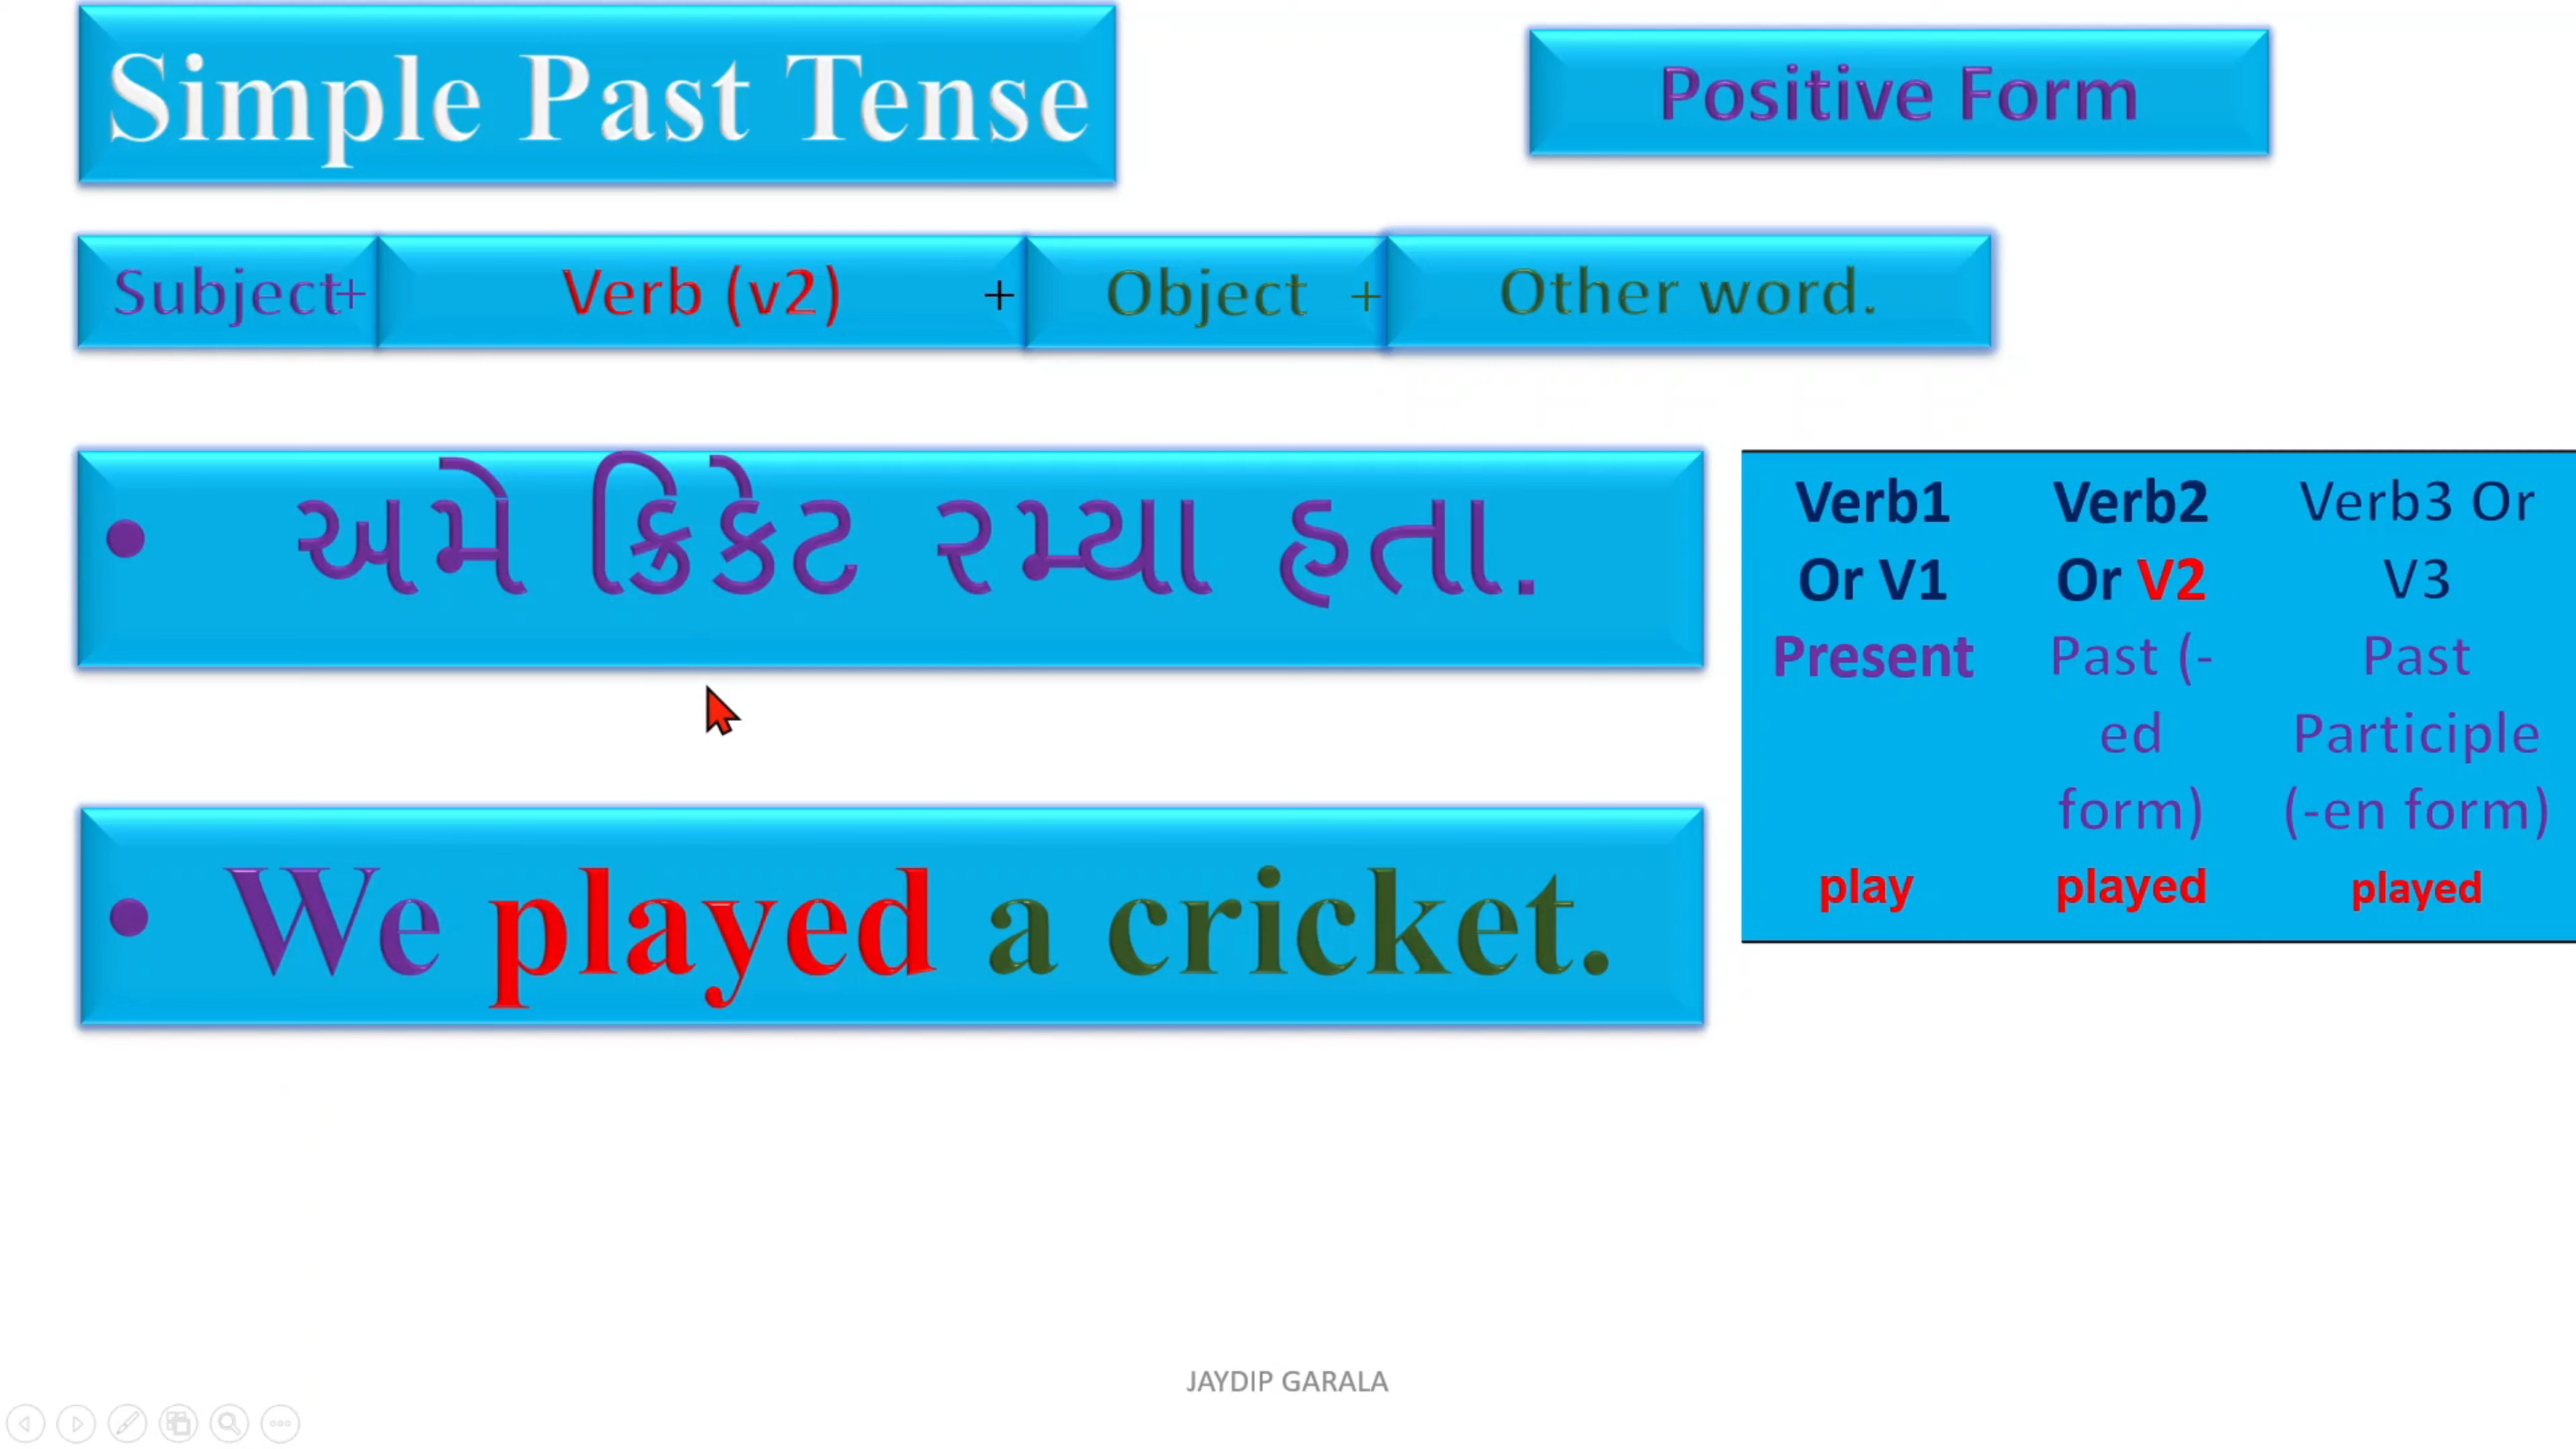 Simple Past Tense
Positive Form
Subject+ Verb (v2) + Object + Other word.
• અમે ક્રિકેટ રમ્યા હતા.
• We played a cricket.
Verb1 Verb2 Verb3 Or
Or V1 Or V2 V3
Present Past (- Past
ed Participle
form) (-en form)
play played played
JAYDIP GARALA